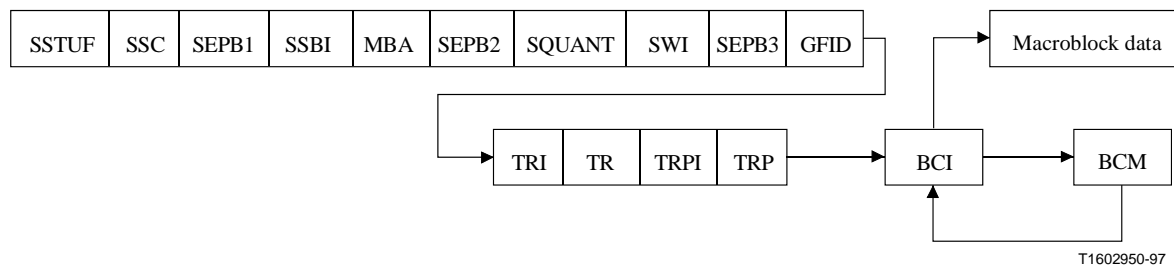 SSTUF SSC SEPB1 SSBI MBA SEPB2 SQUANT SWI SEPB3 GFID Macroblock data
TRI TR TRPI TRP BCI BCM
T1602950-97